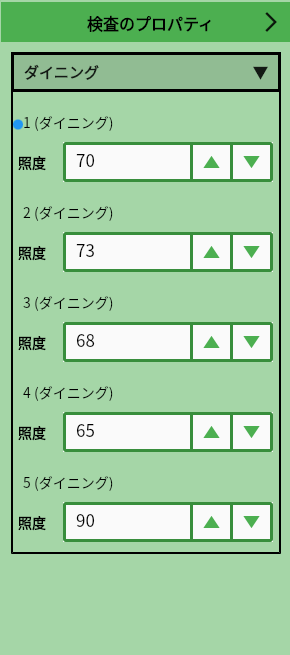 検査のプロパティ
ダイニング
1 (ダイニング)
照度 70
2 (ダイニング)
照度 73
3 (ダイニング)
照度 68
4 (ダイニング)
照度 65
5 (ダイニング)
照度 90